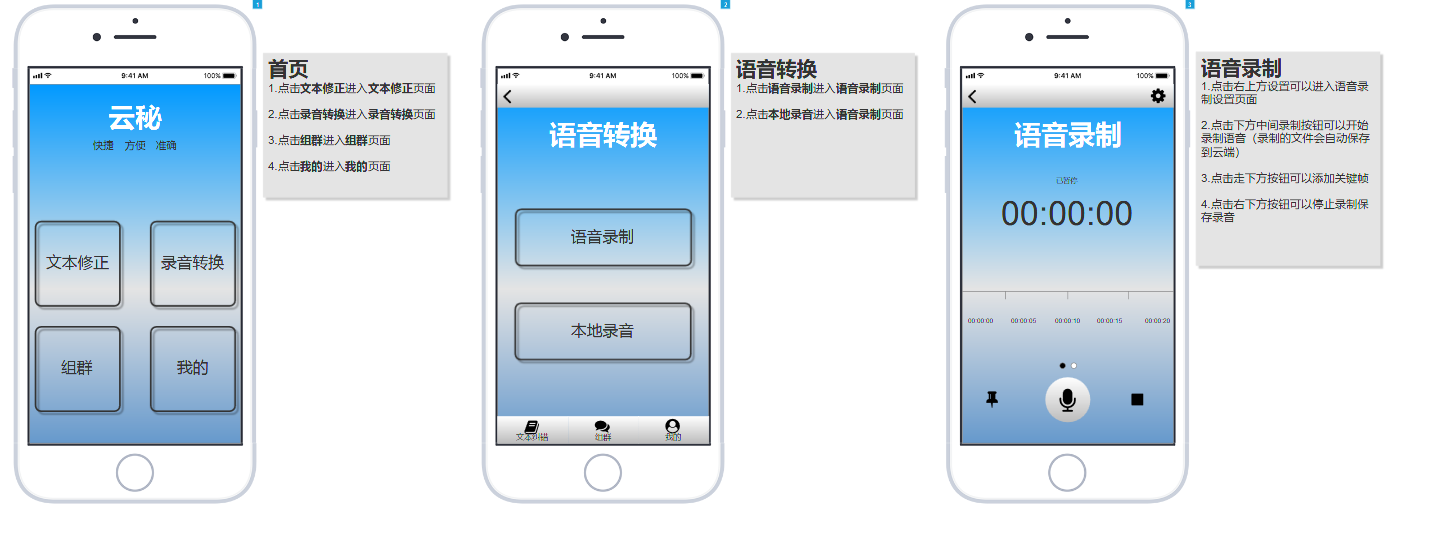 1
9:41 AM
100%
云秘
快捷 方便 准确
文本修正
录音转换
组群
我的
首页
1.点击文本修正进入文本修正页面
2.点击录音转换进入录音转换页面
3.点击组群进入组群页面
4.点击我的进入我的页面
2
9:41 AM
100%
语音转换
语音录制
本地录音
文本纠错
组群
我的
语音转换
1.点击语音录制进入语音录制页面
2.点击本地录音进入语音录制页面
3
9:41 AM
100%
语音录制
已暂停
00:00:00
00:00:00 00:00:05 00:00:10 00:00:15 00:00:20
语音录制
1.点击右上方设置可以进入语音录
制设置页面
2.点击下方中间录制按钮可以开始
录制语音（录制的文件会自动保存
到云端）
3.点击走下方按钮可以添加关键帧
4.点击右下方按钮可以停止录制保
存录音